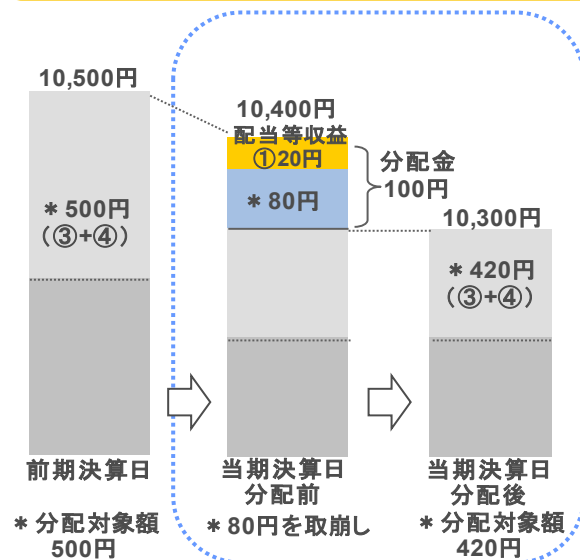 10,500円
＊500円
（③+④）
前期決算日
＊分配対象額
500円
10,400円
配当等収益
①20円
＊80円
分配金
100円
当期決算日
分配前
＊80円を取崩し
10,300円
＊420円
（③+④）
当期決算日
分配後
＊分配対象額
420円